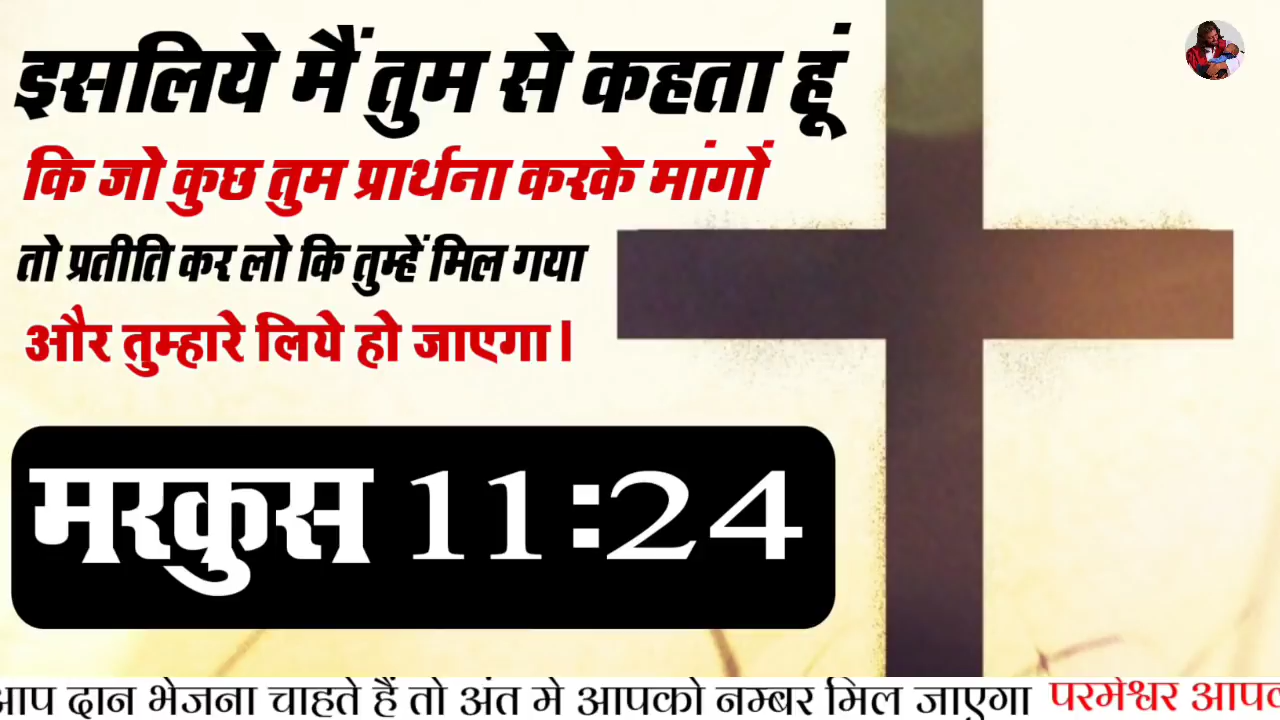 इसलिये मैं तुम से कहता हूं
कि जो कुछ तुम प्रार्थना करके मांगों
तो प्रतीति कर लो कि तुम्हें मिल गया
और तुम्हारे लिये हो जाएगा।
मरकुस 11:24
आप दान भेजना चाहते हैं तो अंत मे आपको नम्बर मिल जाएगा परमेश्वर